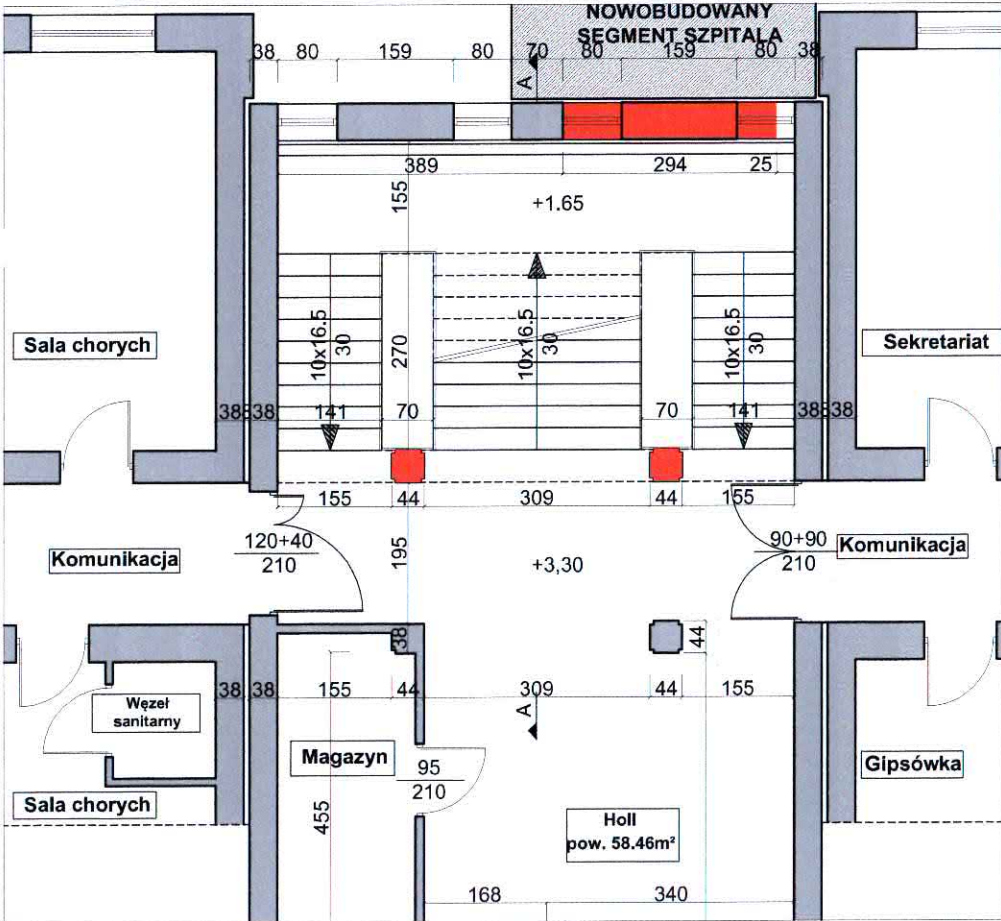 NOWOBUDOWANY
SEGMENT SZPITALA
38 80 159 80 70 80 159 80 38
A
389 294 25
155
+1.65
10x16.5
30
270
10x16.5
30
10x16.5
30
Sala chorych
Sekretariat
38 38 141 70 70 141 38 38
155 44 309 44 155
Komunikacja
120+40
210
195
+3,30
90+90
210
Komunikacja
38
44
38 38 155 44 309 44 155
Węzeł
sanitarny
A
Magazyn
95
210
Gipsówka
Sala chorych
455
Holl
pow. 58.46m²
168 340